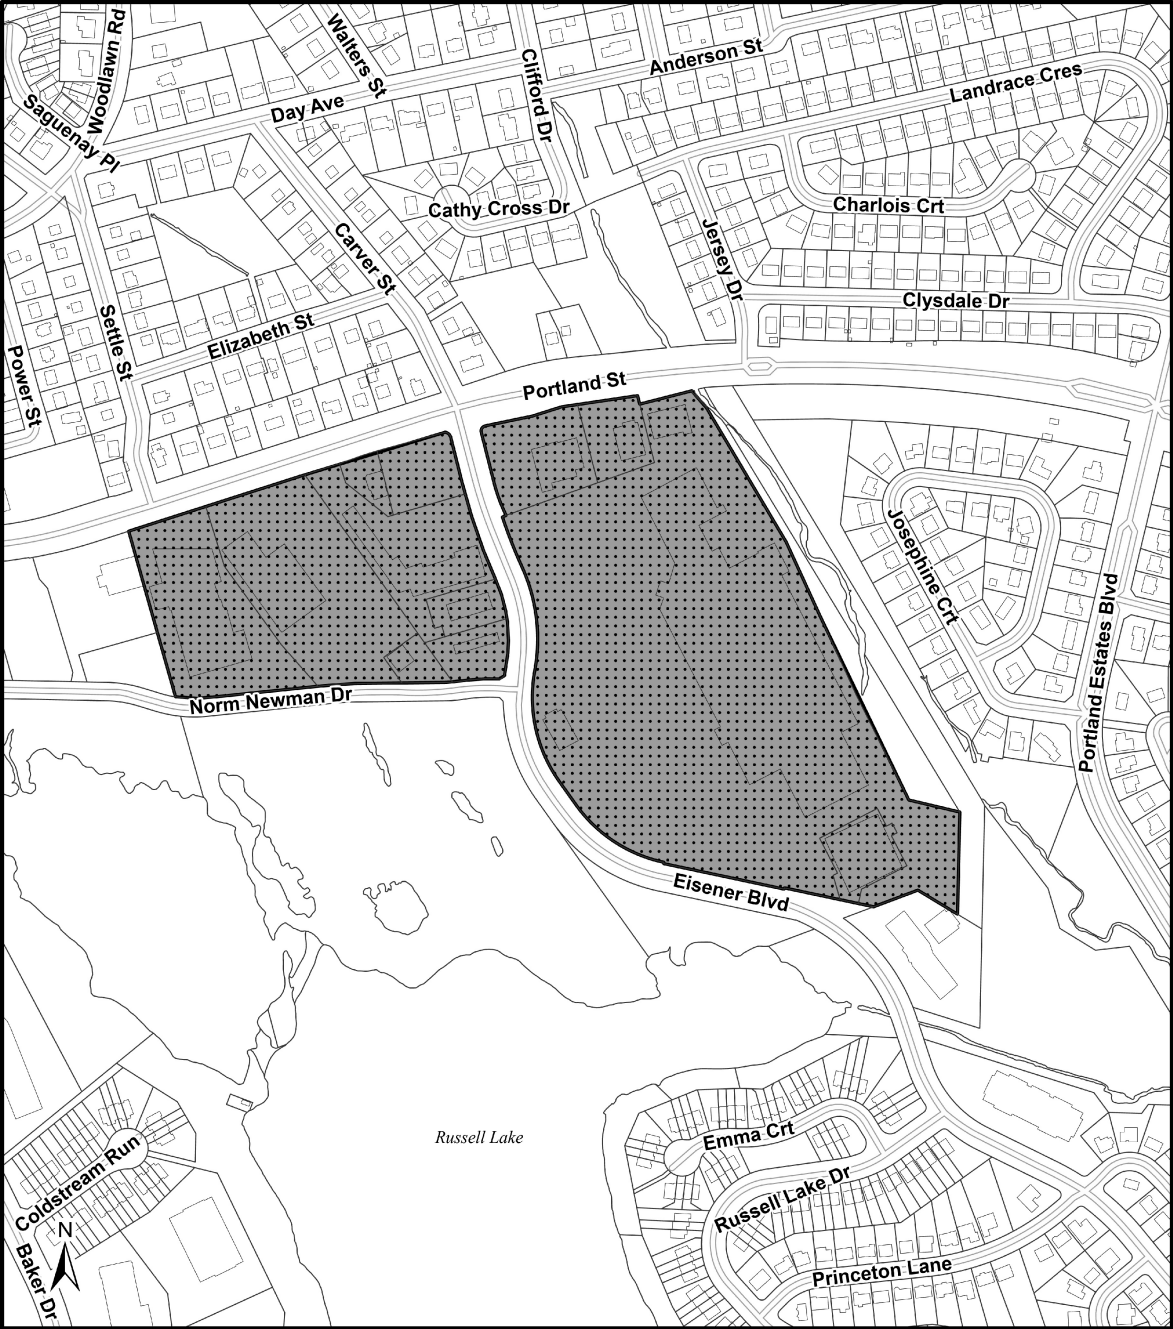 Woodlawn Rd
Walters St
Clifford Dr
Anderson St
Landrace Cres
Saguenay Pl
Day Ave
Cathy Cross Dr
Charlois Crt
Carver St
Jersey Dr
Clysdale Dr
Settle St
Elizabeth St
Power St
Portland St
Josephine Crt
Portland Estates Blvd
Norm Newman Dr
Eisener Blvd
Russell Lake
Emma Crt
Coldstream Run
Russell Lake Dr
N
Baker Dr
Princeton Lane